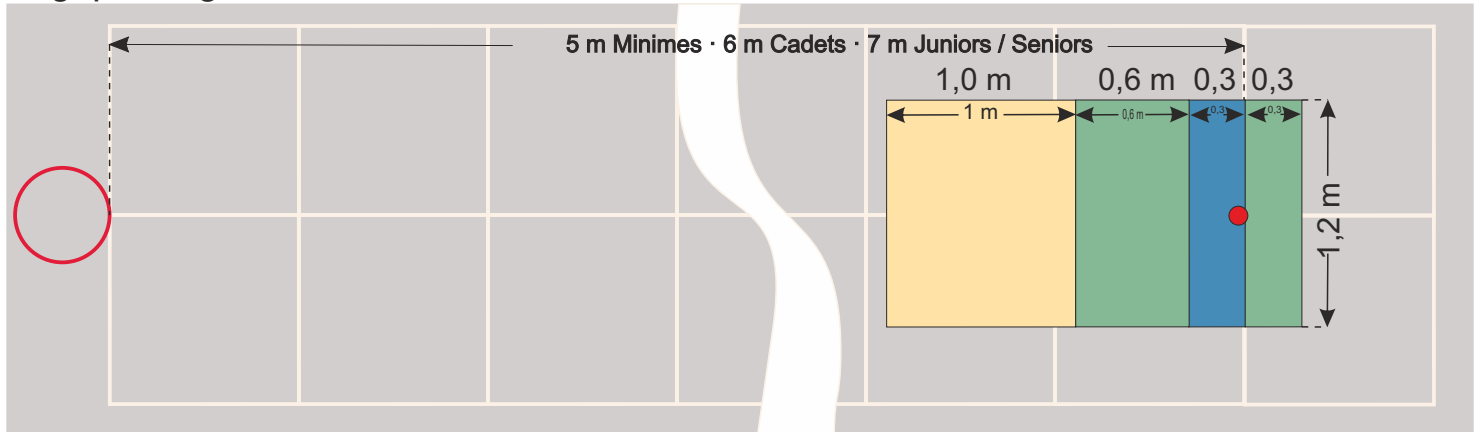 5 m Minimes · 6 m Cadets · 7 m Juniors / Seniors
1,0 m 0,6 m 0,3 0,3
1 m 0,6 m 0,3 0,3
1,2 m